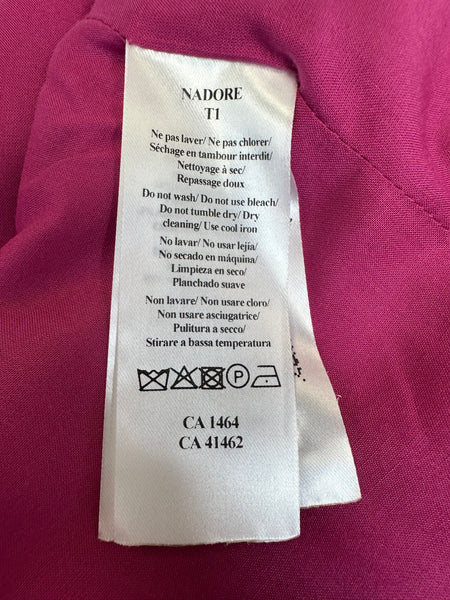 NADORE
T1
Ne pas laver/ Ne pas chlorer/
Séchage en tambour interdit/
Nettoyage à sec/
Repassage doux
Do not wash/ Do not use bleach/
Do not tumble dry/ Dry
cleaning/ Use cool iron
No lavar/ No usar lejía/
No secado en máquina/
Limpieza en seco/
Planchado suave
Non lavare/ Non usare cloro/
Non usare asciugatrice/
Pulitura a secco/
Stirare a bassa temperatura
P
CA 1464
CA 41462